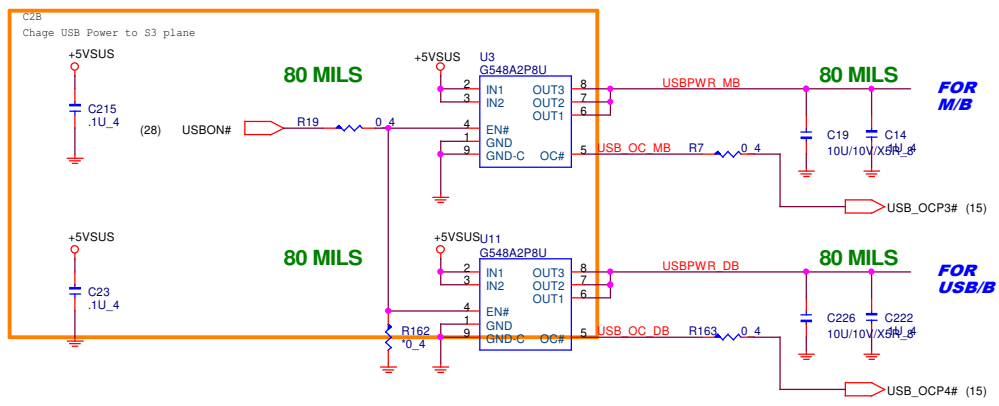 C2B
Chage USB Power to S3 plane
+5VSUS
C215
.1U_4
80 MILS
(28) USBON#
R19 0_4
+5VSUS
U3
G548A2P8U
2 IN1
3 IN2
4 EN#
1 GND
9 GND-C
OUT3 8
OUT2 7
OUT1 6
OC# 5
USBPWR_MB
80 MILS
FOR
M/B
C19
10U/10V/X5R_8
C14
.1U_4
USB_OC_MB
R7 0_4
USB_OCP3# (15)
+5VSUS
C23
.1U_4
80 MILS
R162
*0_4
+5VSUS
U11
G548A2P8U
2 IN1
3 IN2
4 EN#
1 GND
9 GND-C
OUT3 8
OUT2 7
OUT1 6
OC# 5
USBPWR_DB
80 MILS
FOR
USB/B
C226
10U/10V/X5R_8
C222
.1U_4
USB_OC_DB
R163 0_4
USB_OCP4# (15)